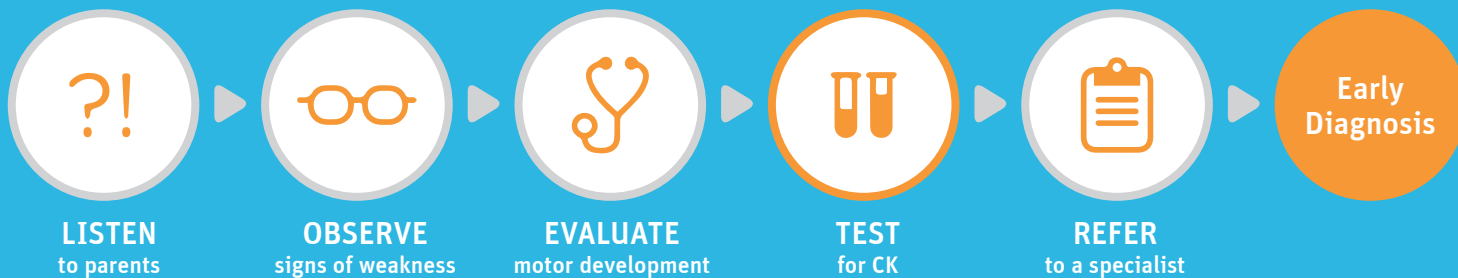 ?!
Early
Diagnosis
LISTEN
to parents
OBSERVE
signs of weakness
EVALUATE
motor development
TEST
for CK
REFER
to a specialist